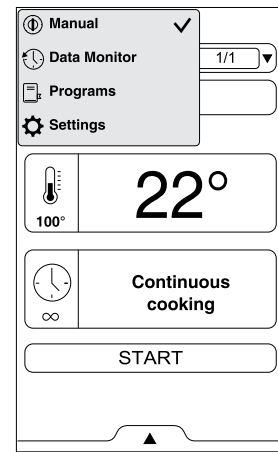 Manual
Data Monitor
1/1
Programs
Settings
100°
22°
∞
Continuous
cooking
START